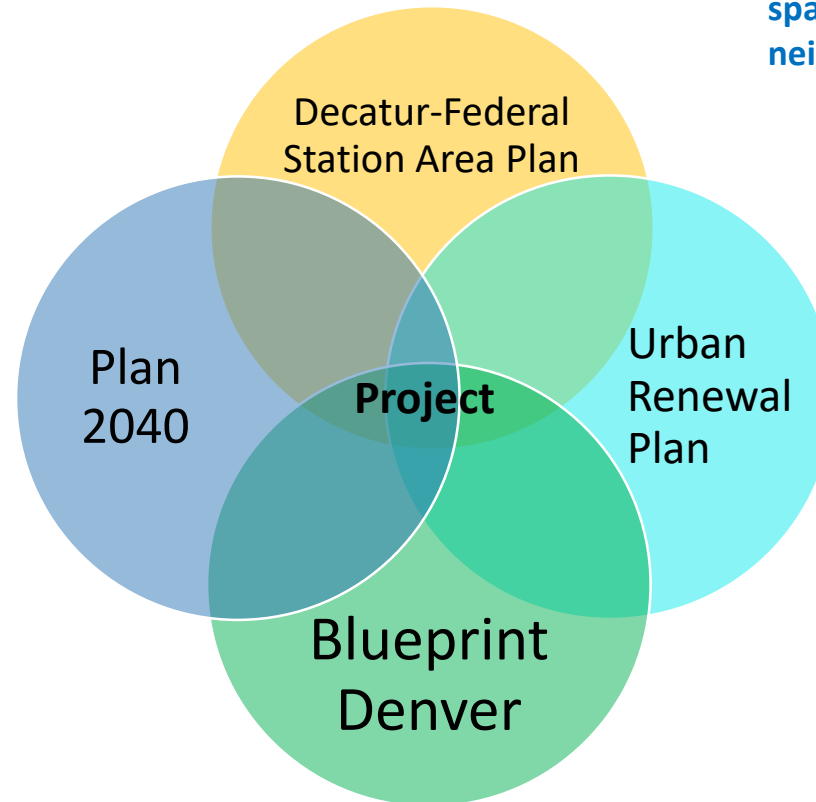 Decatur-Federal
Station Area Plan
Plan
2040
Project
Urban
Renewal
Plan
Blueprint
Denver